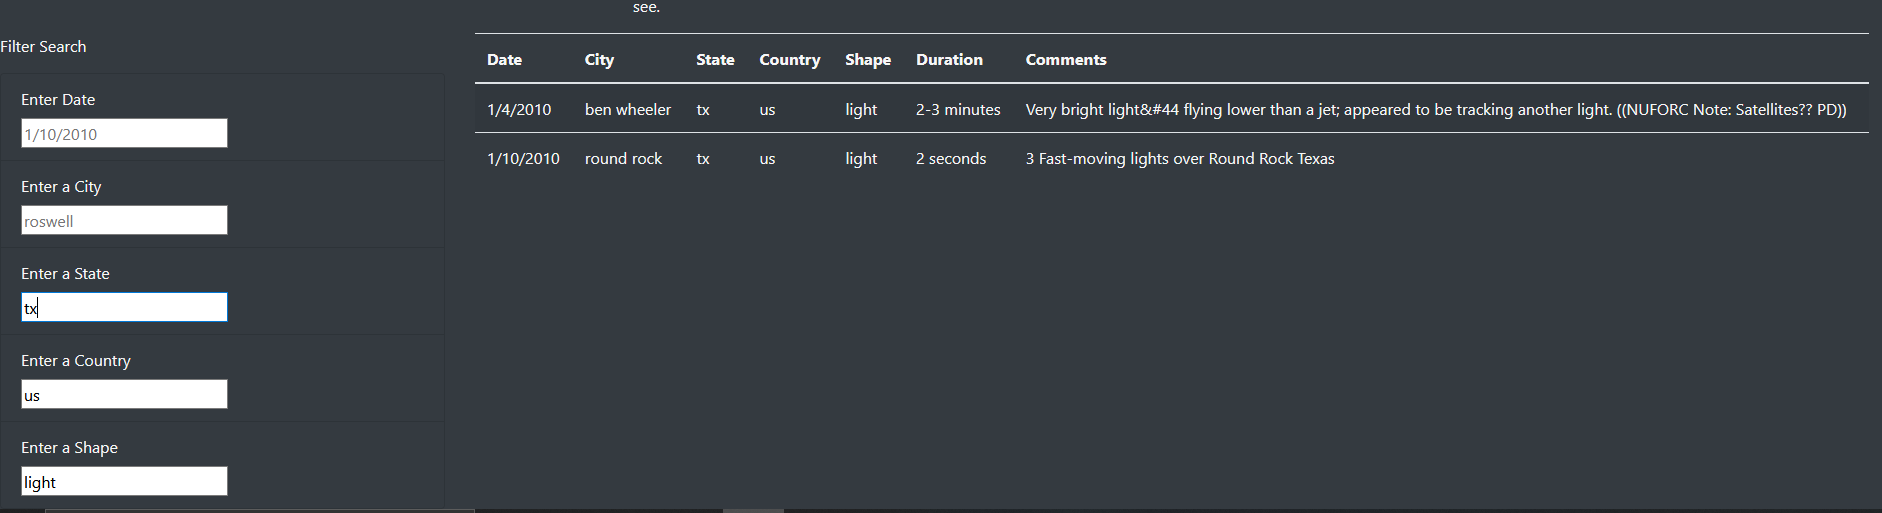 see.
Filter Search
Enter Date
1/10/2010
Enter a City
roswell
Enter a State
tx
Enter a Country
us
Enter a Shape
light
Date City State Country Shape Duration Comments
1/4/2010 ben wheeler tx us light 2-3 minutes Very bright light&#44 flying lower than a jet; appeared to be tracking another light. ((NUFORC Note: Satellites?? PD))
1/10/2010 round rock tx us light 2 seconds 3 Fast-moving lights over Round Rock Texas